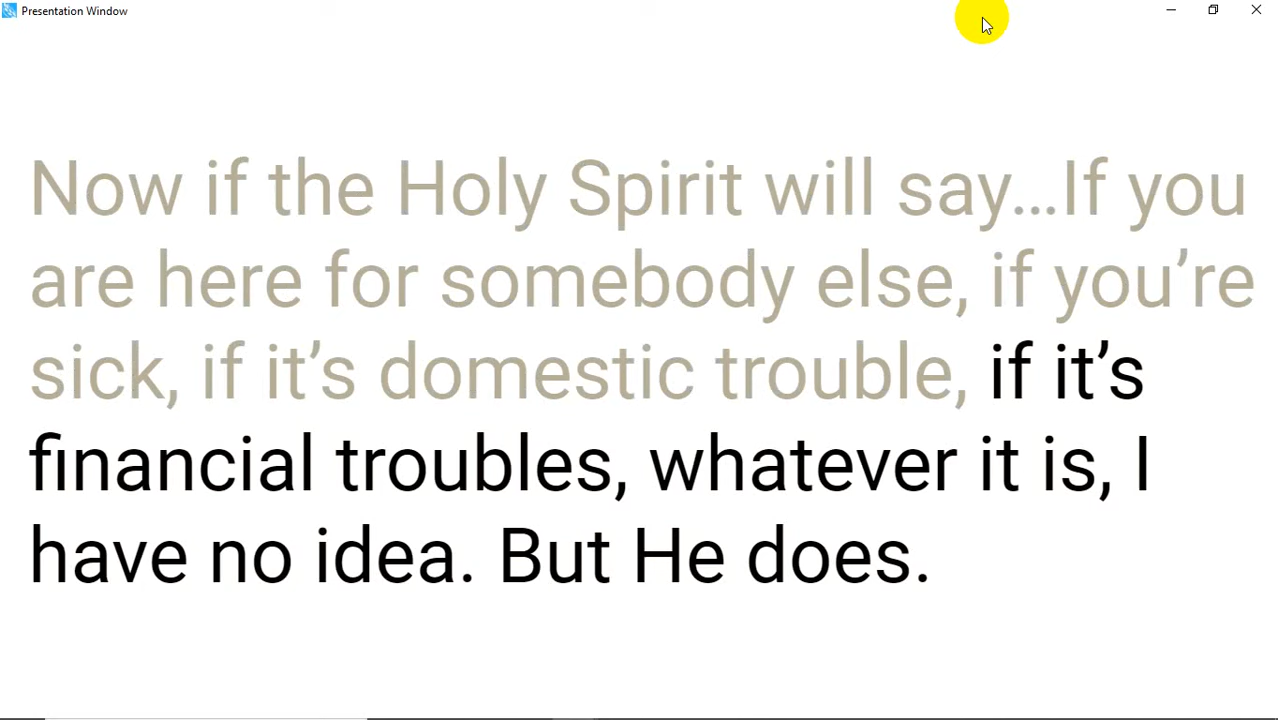 Presentation Window
Now if the Holy Spirit will say…If you
are here for somebody else, if you’re
sick, if it’s domestic trouble, if it’s
financial troubles, whatever it is, I
have no idea. But He does.